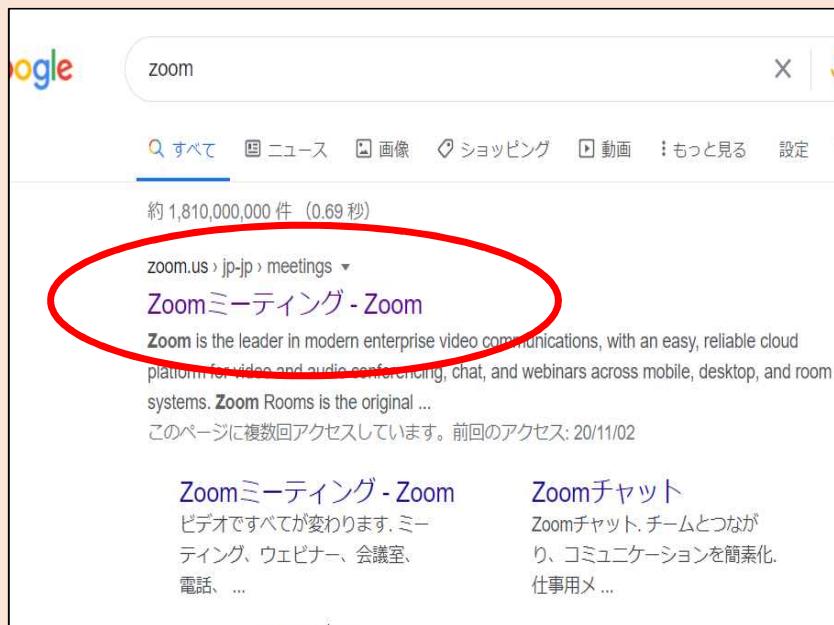 ogle
zoom
すべて ニュース 画像 ショッピング 動画 もっと見る 設定
約 1,810,000,000 件 （0.69 秒）
zoom.us › jp-jp › meetings ▼
Zoomミーティング - Zoom
Zoom is the leader in modern enterprise video communications, with an easy, reliable cloud
platform for video and audio conferencing, chat, and webinars across mobile, desktop, and room
systems. Zoom Rooms is the original ...
このページに複数回アクセスしています。前回のアクセス: 20/11/02
Zoomミーティング - Zoom
ビデオですべてが変わります. ミー
ティング、ウェビナー、会議室、
電話、 ...
Zoomチャット
Zoomチャット. チームとつなが
り、コミュニケーションを簡素化.
仕事用メ ...